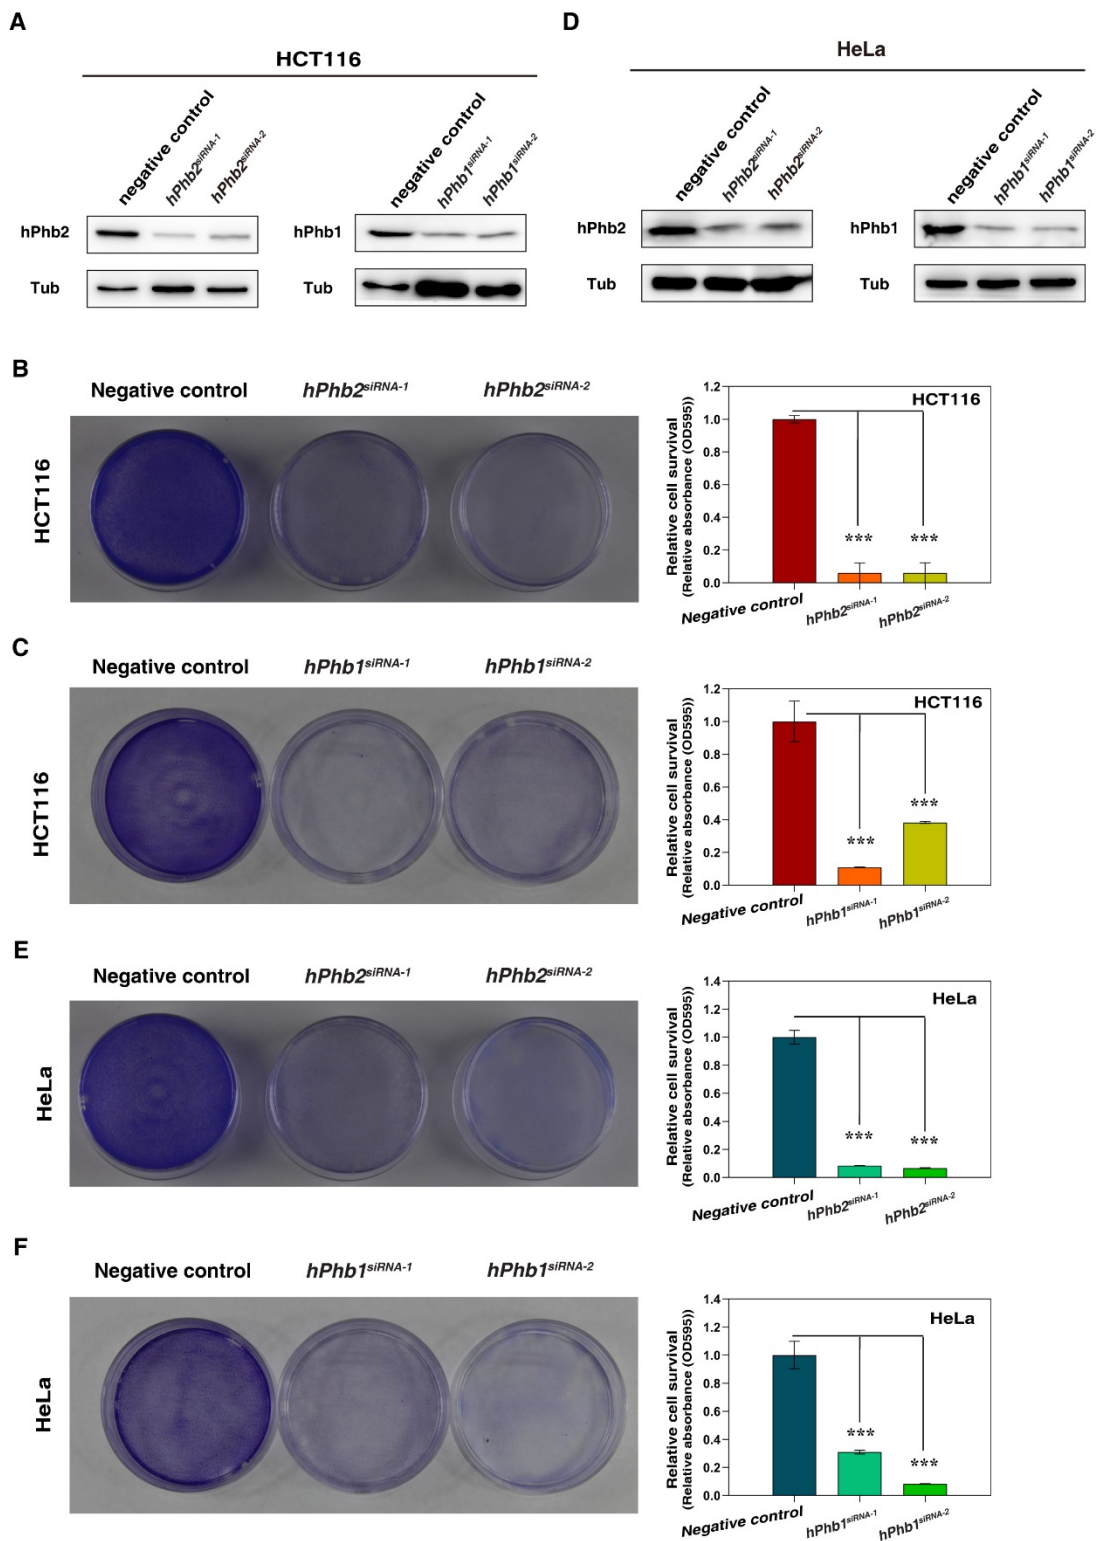 A
HCT116
negative control
hPhb2siRNA-1
hPhb2siRNA-2
hPhb2
Tub
negative control
hPhb1siRNA-1
hPhb1siRNA-2
hPhb1
Tub
D
HeLa
negative control
hPhb2siRNA-1
hPhb2siRNA-2
hPhb2
Tub
negative control
hPhb1siRNA-1
hPhb1siRNA-2
hPhb1
Tub
B
Negative control
hPhb2siRNA-1
hPhb2siRNA-2
HCT116
Relative cell survival
(Relative absorbance (OD595))
1.2
1.0
0.8
0.6
0.4
0.2
0.0
HCT116
***
***
Negative control
hPhb2siRNA-1
hPhb2siRNA-2
C
Negative control
hPhb1siRNA-1
hPhb1siRNA-2
HCT116
Relative cell survival
(Relative absorbance (OD595))
1.2
1.0
0.8
0.6
0.4
0.2
0.0
HCT116
***
***
Negative control
hPhb1siRNA-1
hPhb1siRNA-2
E
Negative control
hPhb2siRNA-1
hPhb2siRNA-2
HeLa
Relative cell survival
(Relative absorbance (OD595))
1.4
1.2
1.0
0.8
0.6
0.4
0.2
0.0
HeLa
***
***
Negative control
hPhb2siRNA-1
hPhb2siRNA-2
F
Negative control
hPhb1siRNA-1
hPhb1siRNA-2
HeLa
Relative cell survival
(Relative absorbance (OD595))
1.4
1.2
1.0
0.8
0.6
0.4
0.2
0.0
HeLa
***
***
Negative control
hPhb1siRNA-1
hPhb1siRNA-2